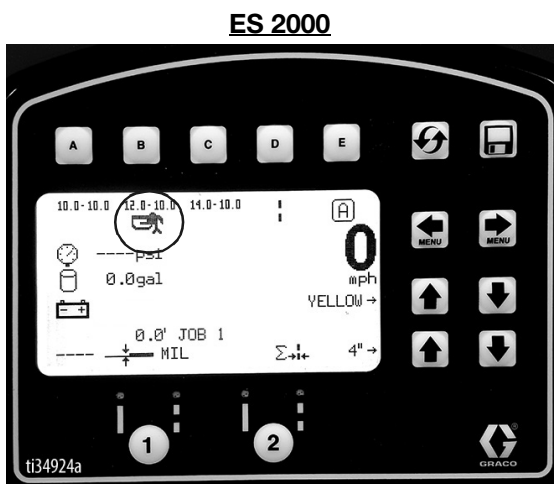 ES 2000
A B C D E
10.0-10.0 12.0-10.0 14.0-10.0 A
----psi
0
0.0gal
mph
YELLOW→
- +
0.0' JOB 1
---- MIL Σ→ 4"→
MENU MENU
1 2
ti34924a
GRACO